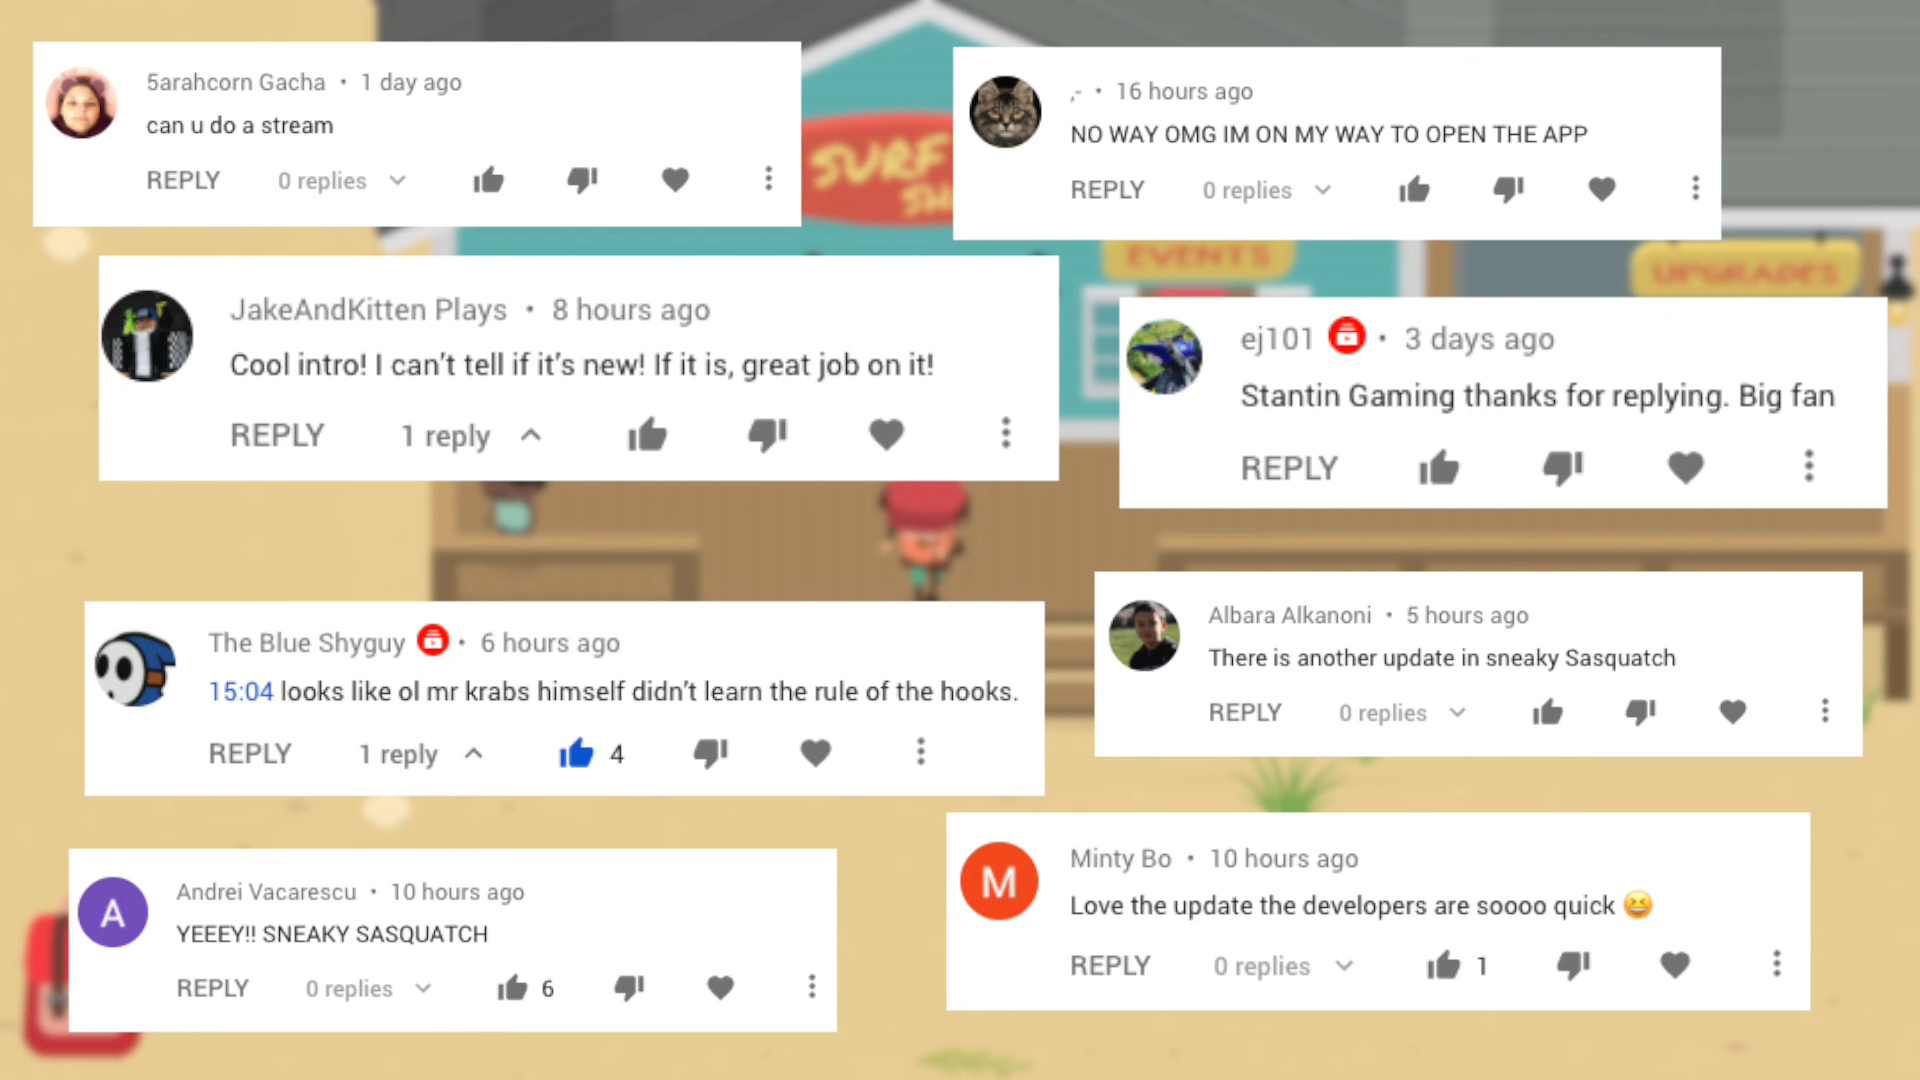 5arahcorn Gacha • 1 day ago
can u do a stream
REPLY 0 replies
,- • 16 hours ago
NO WAY OMG IM ON MY WAY TO OPEN THE APP
REPLY 0 replies
SURF
EVENTS
UPGRADES
JakeAndKitten Plays • 8 hours ago
Cool intro! I can't tell if it's new! If it is, great job on it!
REPLY 1 reply
ej101 • 3 days ago
Stantin Gaming thanks for replying. Big fan
REPLY
The Blue Shyguy • 6 hours ago
15:04 looks like ol mr krabs himself didn't learn the rule of the hooks.
REPLY 1 reply 4
Albara Alkanoni • 5 hours ago
There is another update in sneaky Sasquatch
REPLY 0 replies
A
Andrei Vacarescu • 10 hours ago
YEEEY!! SNEAKY SASQUATCH
REPLY 0 replies 6
M
Minty Bo • 10 hours ago
Love the update the developers are soooo quick 😆
REPLY 0 replies 1